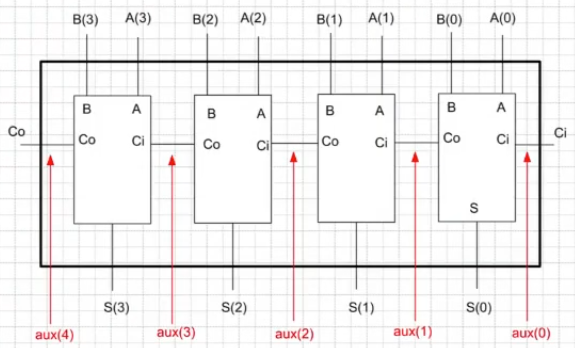 B(3) A(3) B(2) A(2) B(1) A(1) B(0) A(0)
B A B A B A B A
Co Co Ci Co Ci Co Ci Co Ci Ci
S
S(3) S(2) S(1) S(0)
aux(4) aux(3) aux(2) aux(1) aux(0)